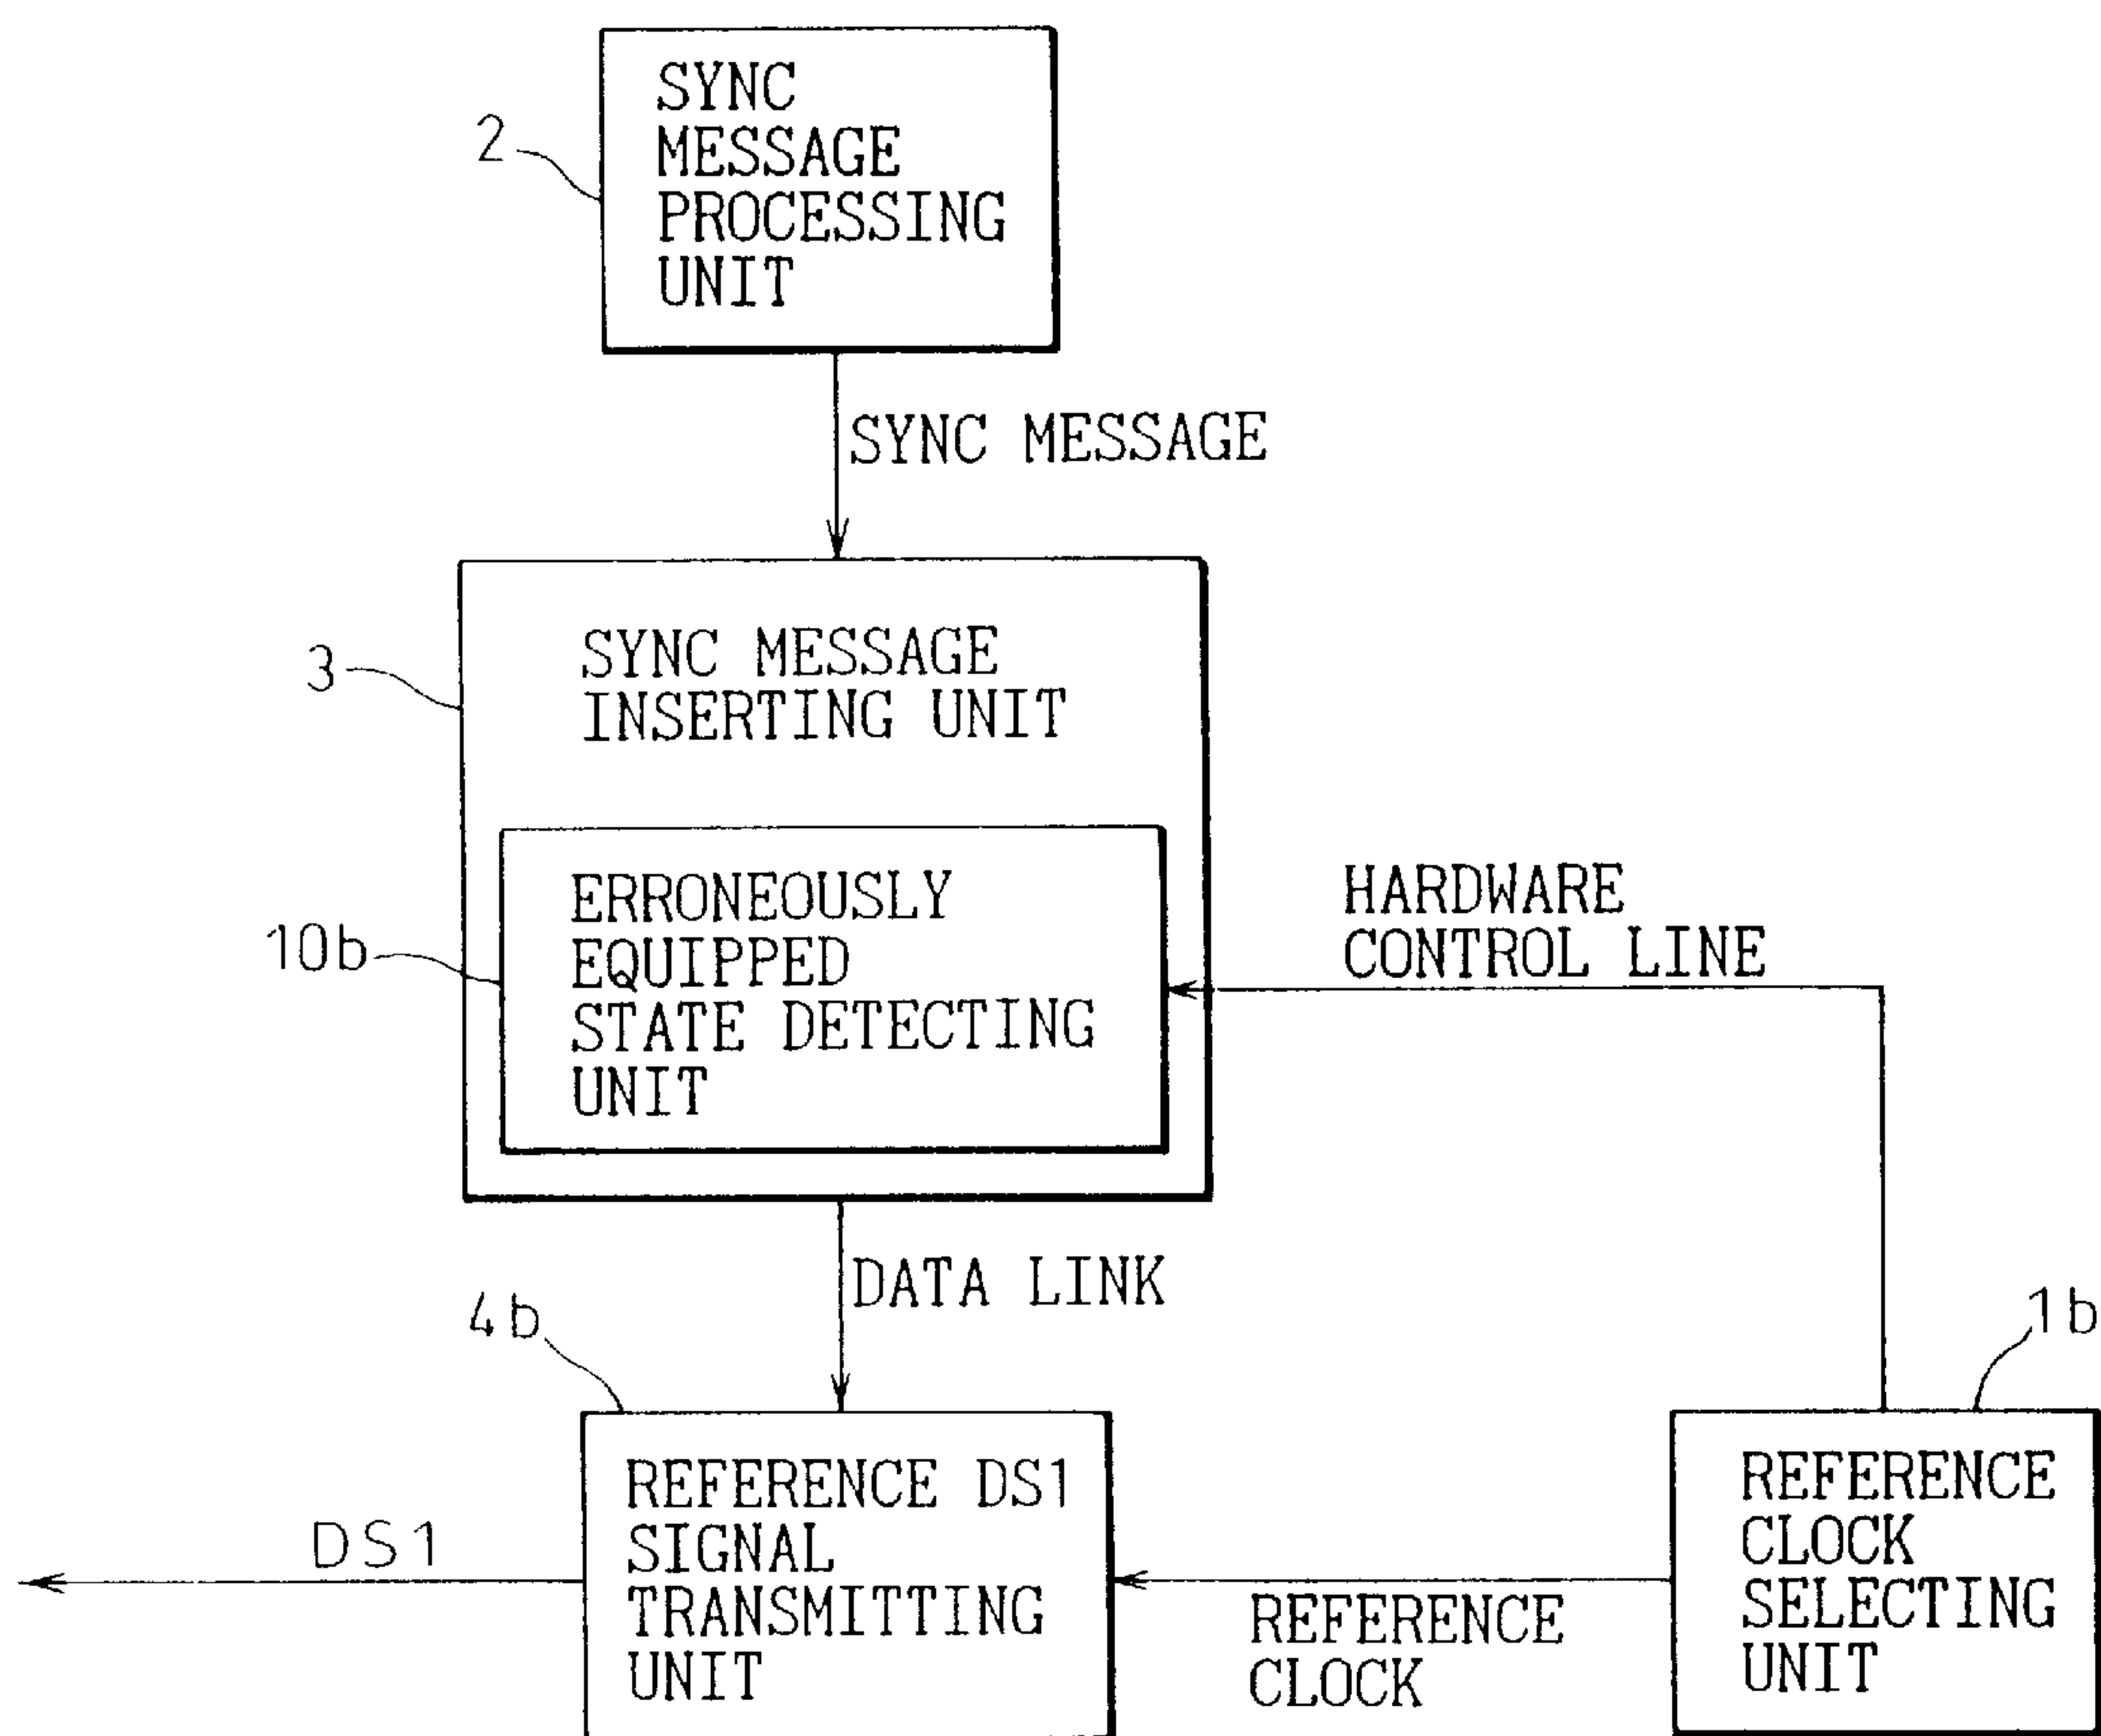 2
SYNC
MESSAGE
PROCESSING
UNIT
SYNC MESSAGE
3
SYNC MESSAGE
INSERTING UNIT
10b
ERRONEOUSLY
EQUIPPED
STATE DETECTING
UNIT
HARDWARE
CONTROL LINE
DATA LINK
4b
1b
DS1
REFERENCE DS1
SIGNAL
TRANSMITTING
UNIT
REFERENCE
CLOCK
REFERENCE
CLOCK
SELECTING
UNIT